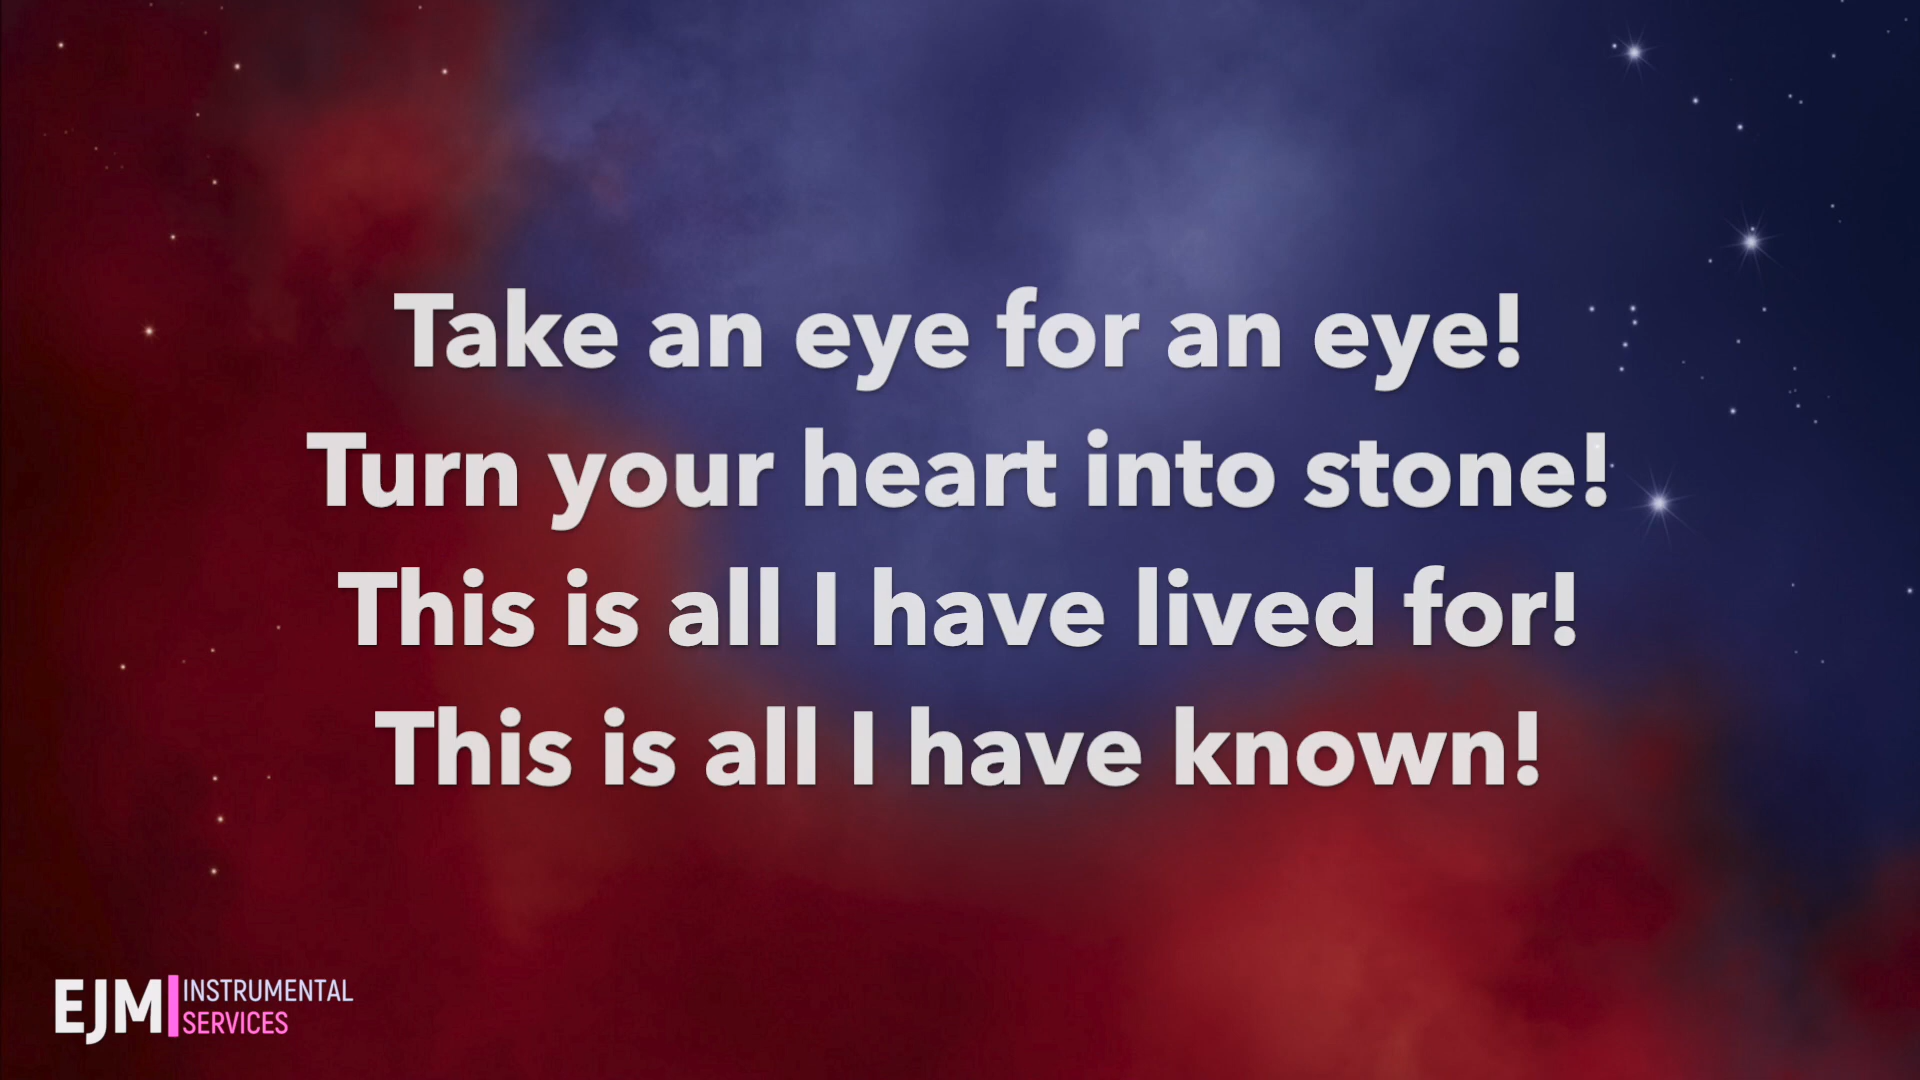 Take an eye for an eye!
Turn your heart into stone!
This is all I have lived for!
This is all I have known!
EJM INSTRUMENTAL
SERVICES